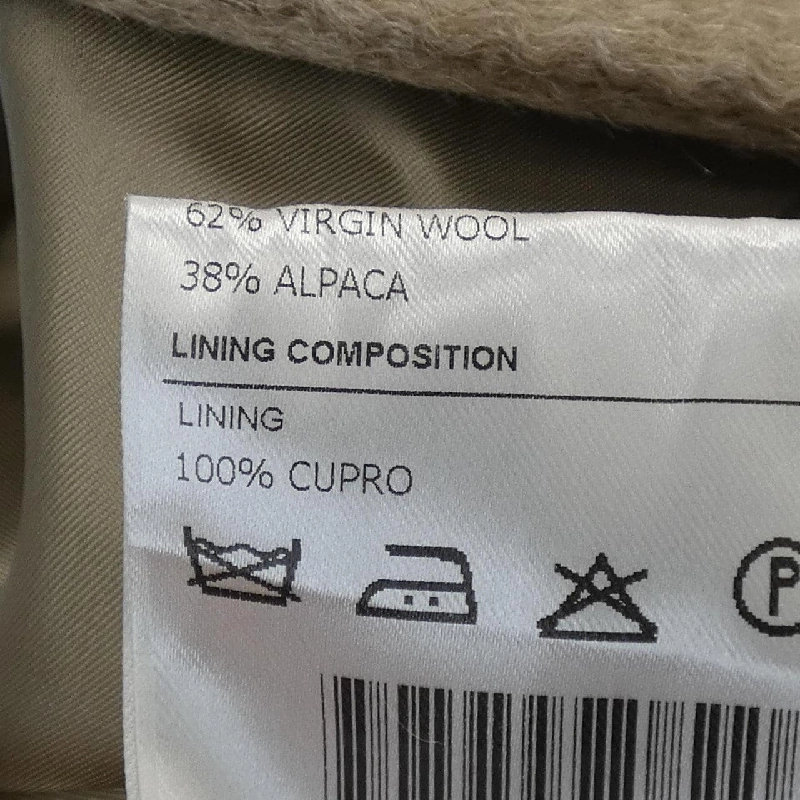 62% VIRGIN WOOL
38% ALPACA
LINING COMPOSITION
LINING
100% CUPRO
P